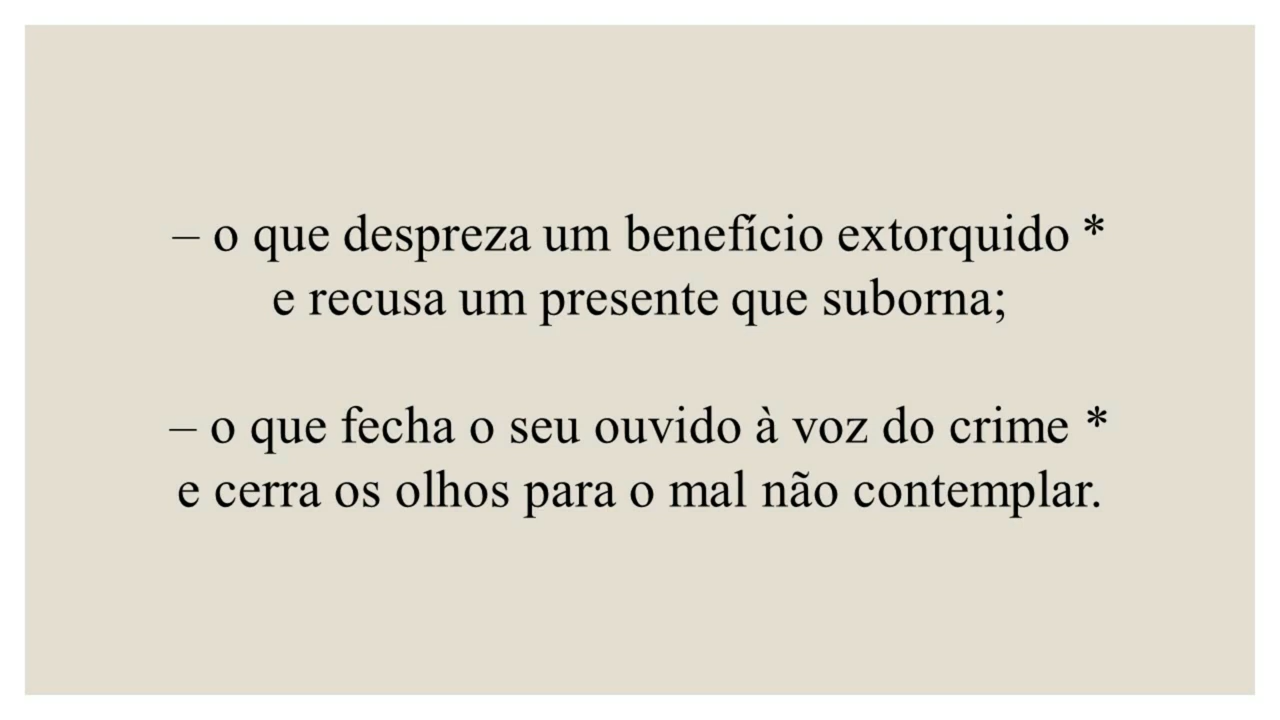 – o que despreza um benefício extorquido *
e recusa um presente que suborna;
– o que fecha o seu ouvido à voz do crime *
e cerra os olhos para o mal não contemplar.